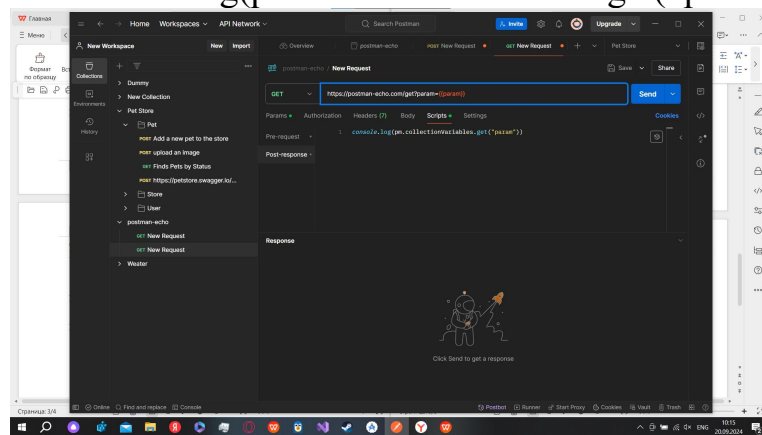 Главная
Меню
Формат
по образцу
Home Workspaces API Network
Search Postman
Invite
Upgrade
New Workspace
New Import
Overview
postman-echo
POST New Request
GET New Request
Pet Store
Collections
Environments
History
Dummy
New Collection
Pet Store
Pet
POST Add a new pet to the store
POST upload an image
GET Finds Pets by Status
POST https://petstore.swagger.io/...
Store
User
postman-echo
GET New Request
GET New Request
Weater
postman-echo / New Request
Save
Share
GET
https://postman-echo.com/get?param={{param}}
Send
Params Authorization Headers (7) Body Scripts Settings
Cookies
Pre-request
Post-response
1 console.log(pm.collectionVariables.get("param"))
Response
Click Send to get a response
Online Find and replace Console
Postbot Runner Start Proxy Cookies Vault Trash
Страница: 3/4
ENG
10:15
20.09.2024